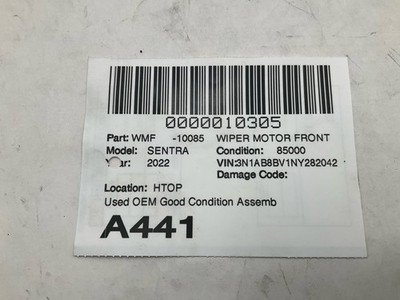 0000010305
Part: WMF -10085 WIPER MOTOR FRONT
Model: SENTRA Condition: 85000
Year: 2022 VIN:3N1AB8BV1NY282042
Damage Code:
Location: HTOP
Used OEM Good Condition Assemb
A441